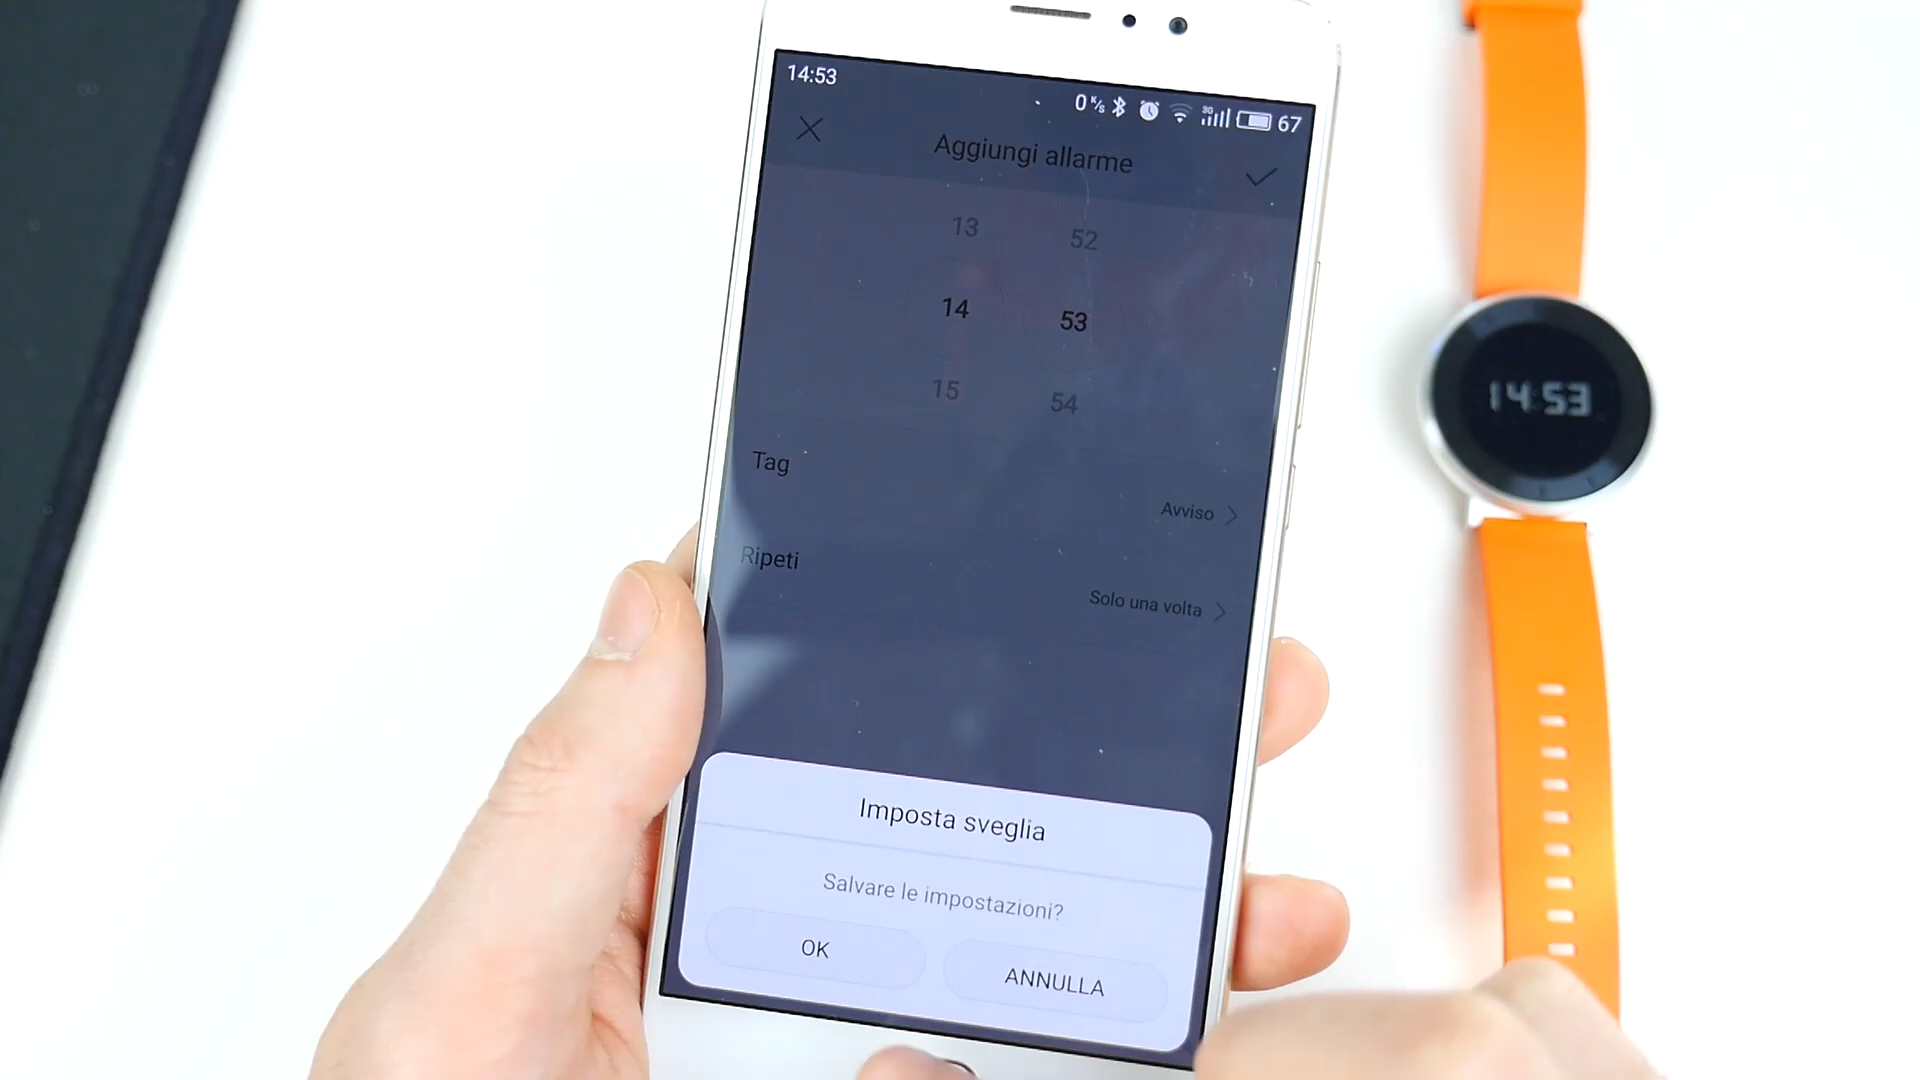 14:53
0 K/s 3G 67
Aggiungi allarme
13 52
14 53
15 54
Tag
Avviso
Ripeti
Solo una volta
Imposta sveglia
Salvare le impostazioni?
OK ANNULLA
14:53